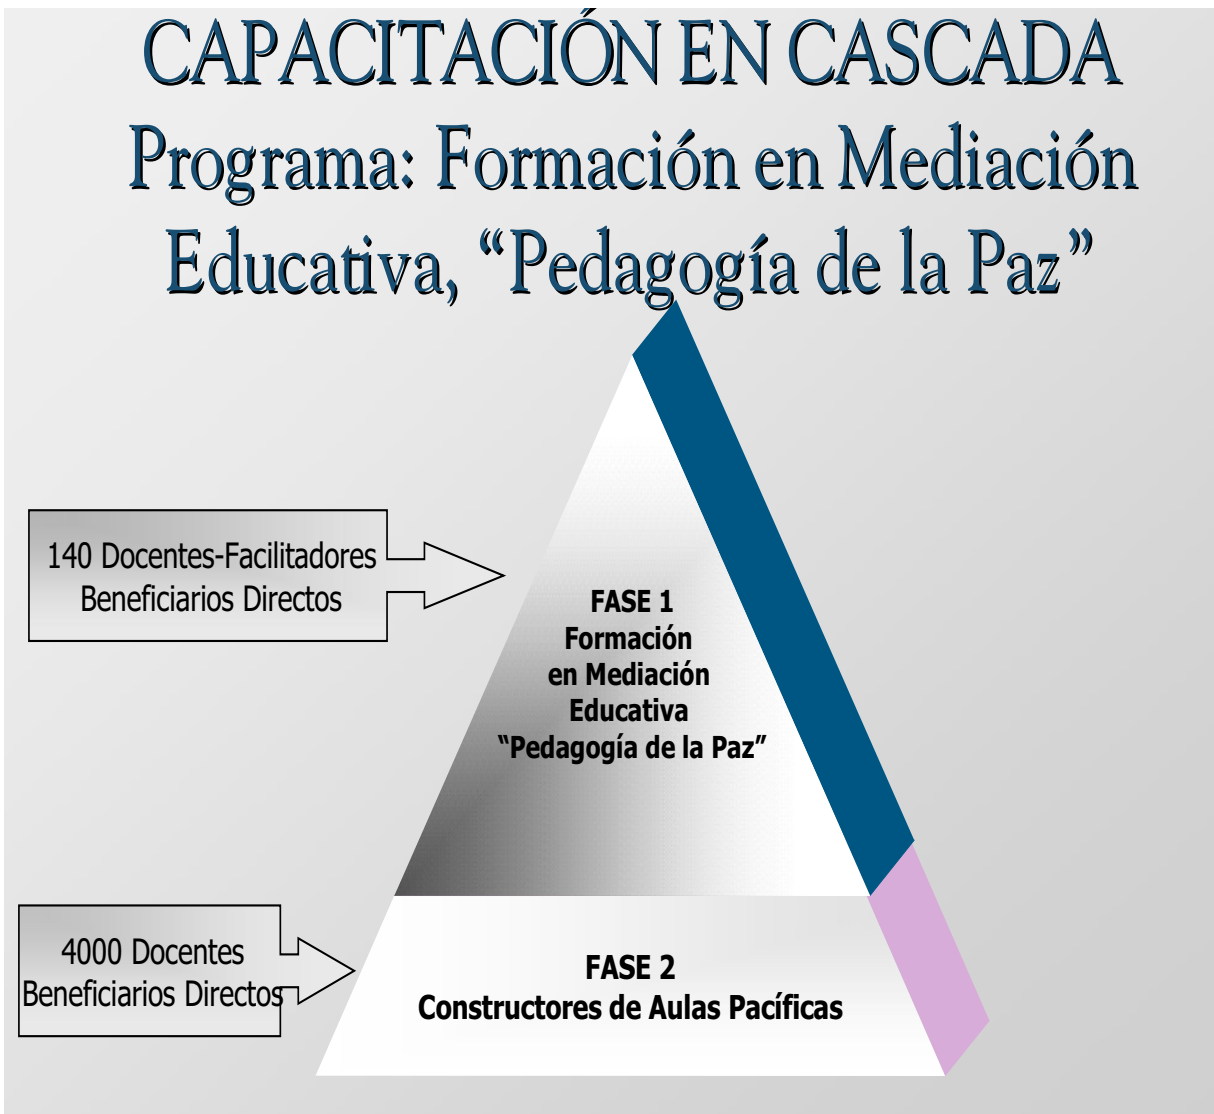 CAPACITACIÓN EN CASCADA
Programa: Formación en Mediación
Educativa, “Pedagogía de la Paz”
140 Docentes-Facilitadores
Beneficiarios Directos
FASE 1
Formación
en Mediación
Educativa
“Pedagogía de la Paz”
4000 Docentes
Beneficiarios Directos
FASE 2
Constructores de Aulas Pacíficas